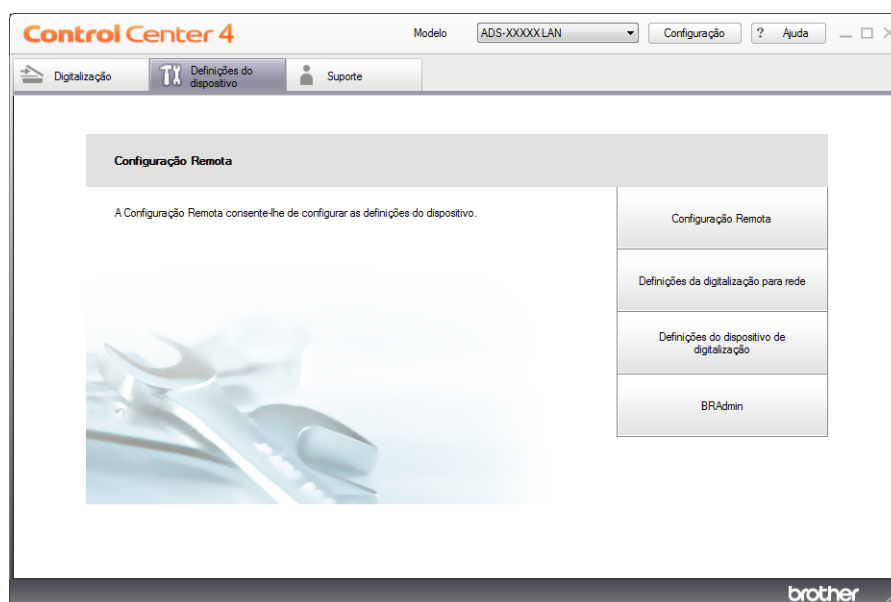 Control Center 4
Modelo
ADS-XXXXX LAN
Configuração
? Ajuda
Digitalização
Definições do
dispositivo
Suporte
Configuração Remota
A Configuração Remota consente-lhe de configurar as definições do dispositivo.
Configuração Remota
Definições da digitalização para rede
Definições do dispositivo de
digitalização
BRAdmin
brother